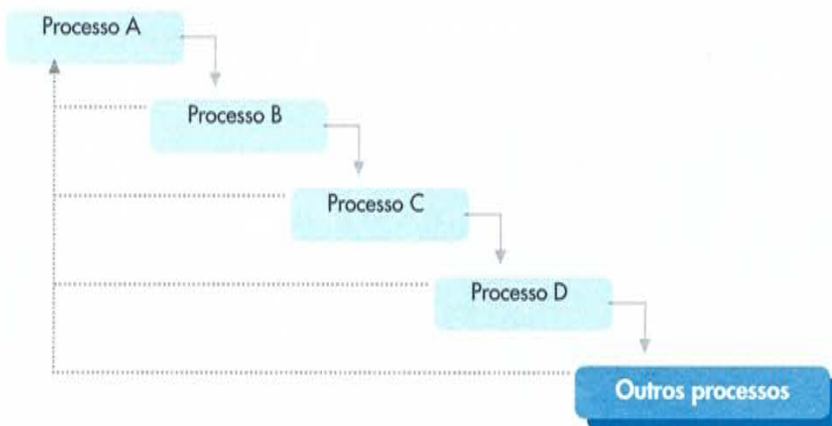 Processo A
Processo B
Processo C
Processo D
Outros processos